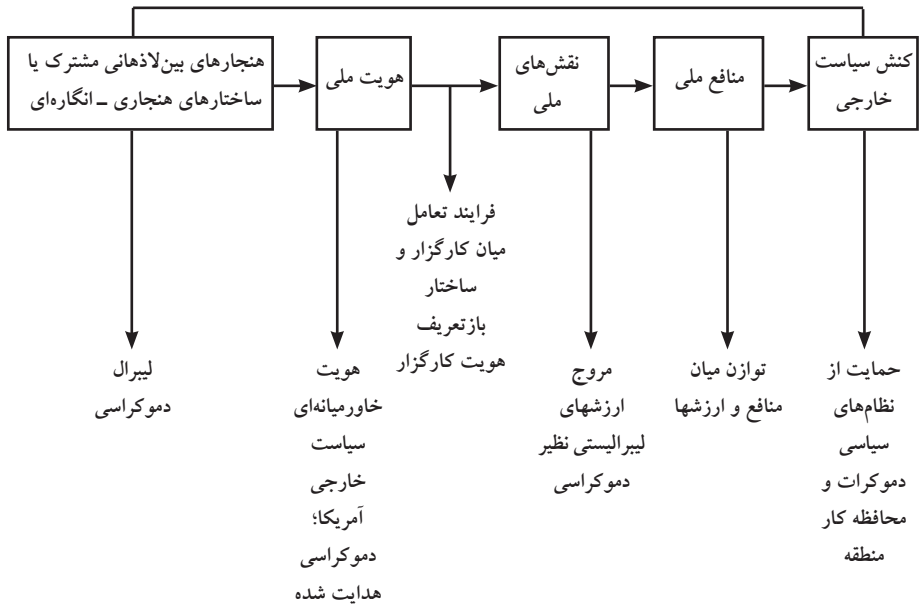 هنجارهای بین‌لاذهانی مشترک یا
ساختارهای هنجاری ــ انگاره‌ای
هویت ملی
نقش‌های
ملی
منافع ملی
کنش سیاست
خارجی
فرایند تعامل
میان کارگزار و
ساختار
بازتعریف
هویت کارگزار
لیبرال
دموکراسی
هویت
خاورمیانه‌ای
سیاست
خارجی
آمریکا؛
دموکراسی
هدایت شده
مروج
ارزشهای
لیبرالیستی نظیر
دموکراسی
توازن میان
منافع و ارزشها
حمایت از
نظام‌های
سیاسی
دموکرات و
محافظه کار
منطقه